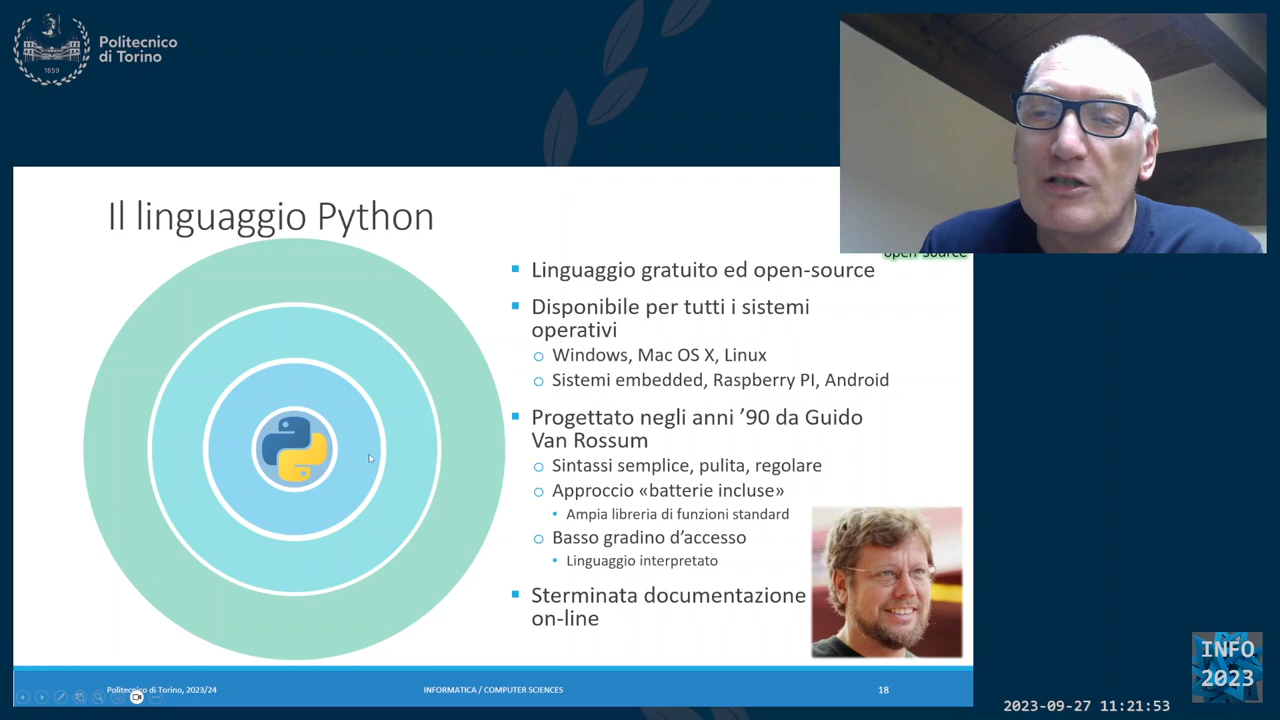 Politecnico
di Torino
1859
Il linguaggio Python
open-source
Linguaggio gratuito ed open-source
Disponibile per tutti i sistemi
operativi
Windows, Mac OS X, Linux
Sistemi embedded, Raspberry PI, Android
Progettato negli anni ’90 da Guido
Van Rossum
Sintassi semplice, pulita, regolare
Approccio «batterie incluse»
Ampia libreria di funzioni standard
Basso gradino d’accesso
Linguaggio interpretato
Sterminata documentazione
on-line
Politecnico di Torino, 2023/24
INFORMATICA / COMPUTER SCIENCES
18
INFO
2023
2023-09-27 11:21:53